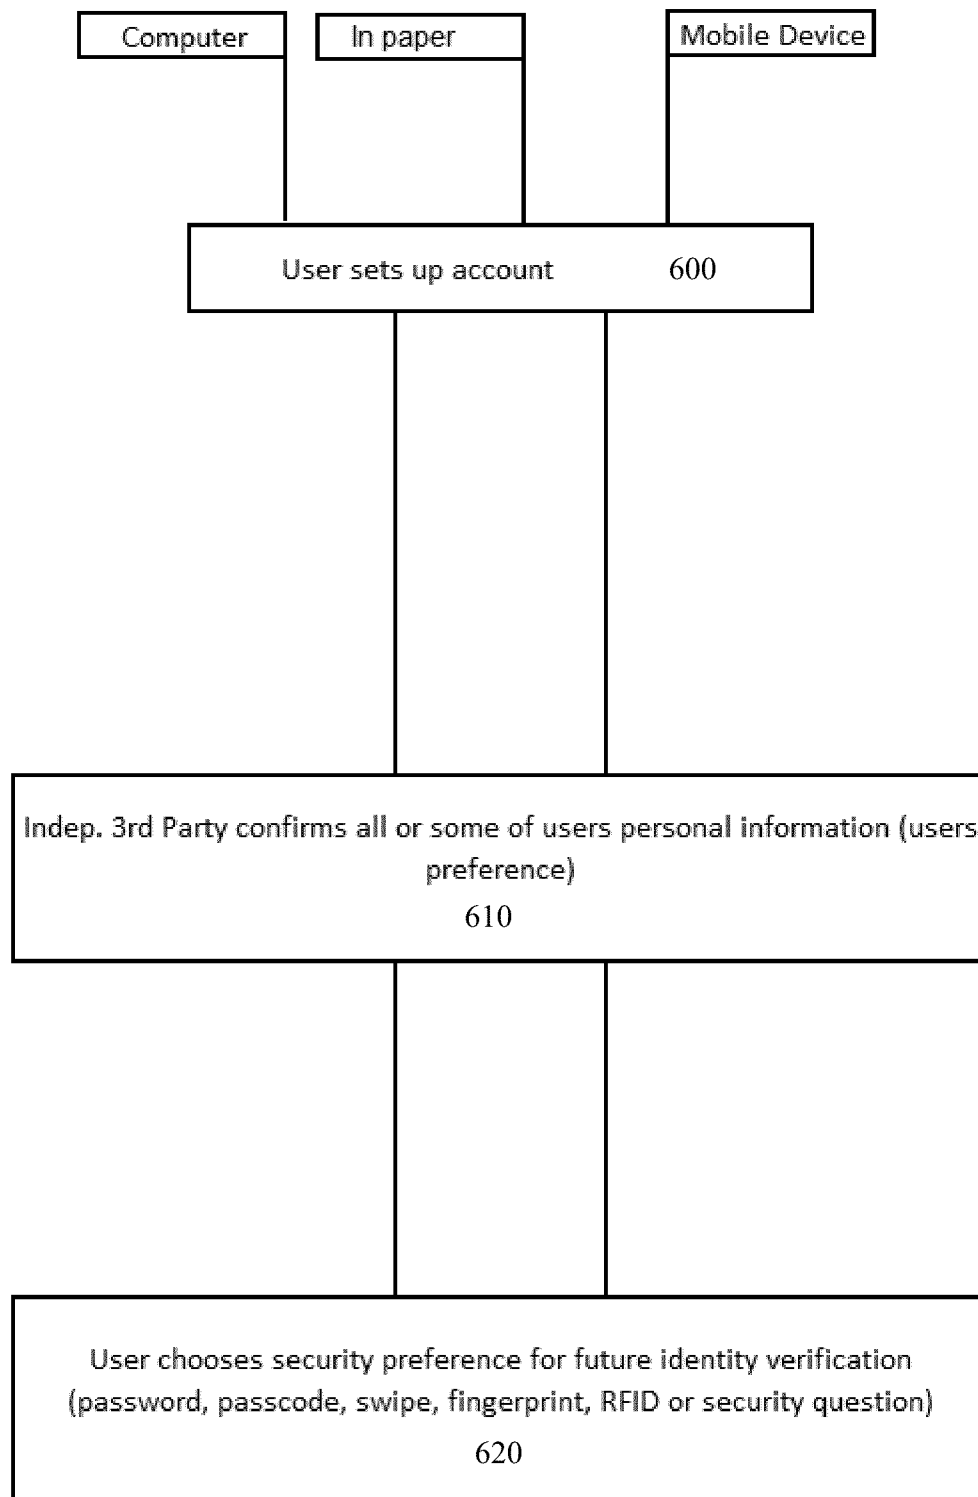 Computer
In paper
Mobile Device
User sets up account 600
Indep. 3rd Party confirms all or some of users personal information (users
preference)
610
User chooses security preference for future identity verification
(password, passcode, swipe, fingerprint, RFID or security question)
620